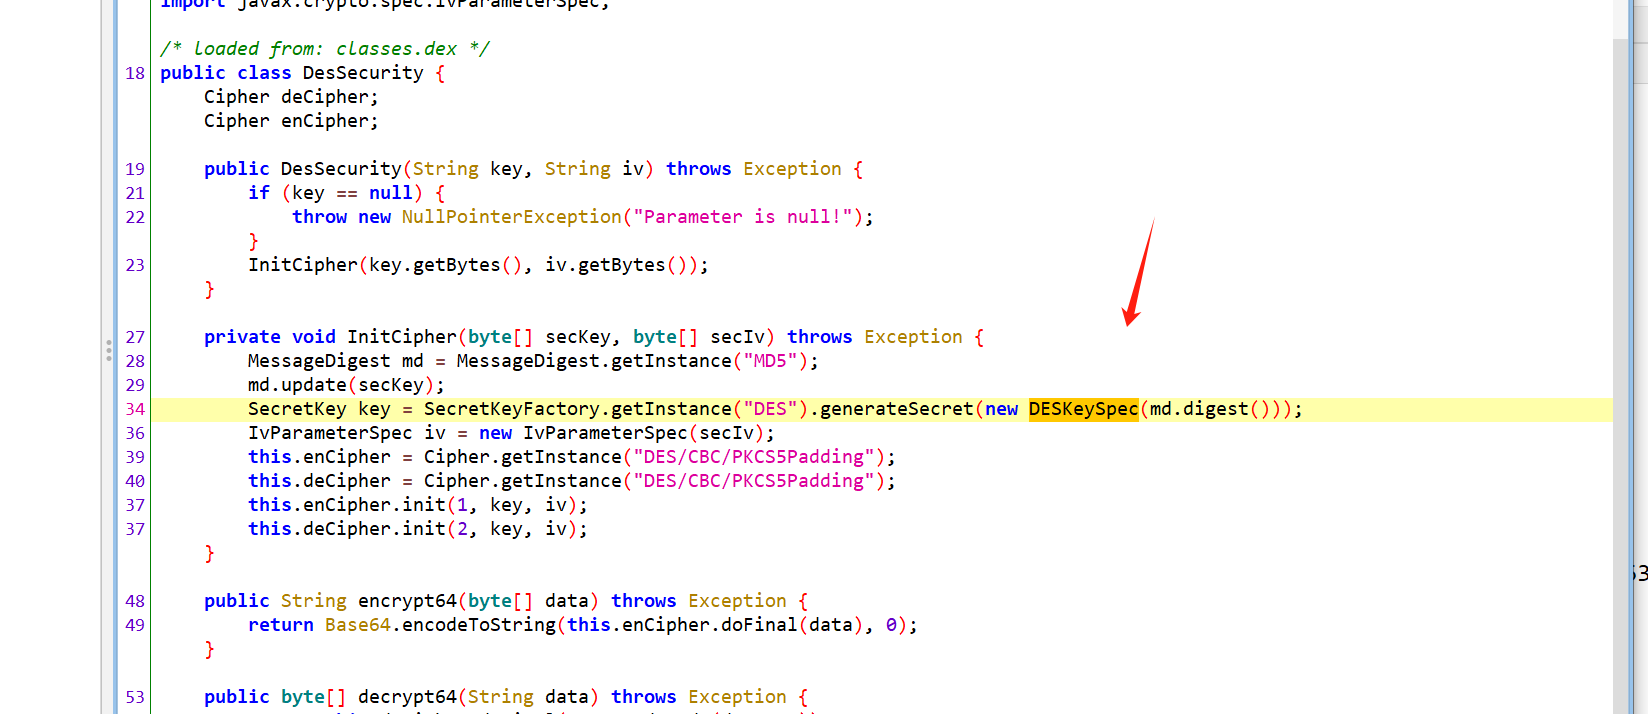 import javax.crypto.spec.IvParameterSpec;
/* loaded from: classes.dex */
18 public class DesSecurity {
Cipher deCipher;
Cipher enCipher;
19 public DesSecurity(String key, String iv) throws Exception {
21 if (key == null) {
22 throw new NullPointerException("Parameter is null!");
}
23 InitCipher(key.getBytes(), iv.getBytes());
}
27 private void InitCipher(byte[] secKey, byte[] secIv) throws Exception {
28 MessageDigest md = MessageDigest.getInstance("MD5");
29 md.update(secKey);
34 SecretKey key = SecretKeyFactory.getInstance("DES").generateSecret(new DESKeySpec(md.digest()));
36 IvParameterSpec iv = new IvParameterSpec(secIv);
39 this.enCipher = Cipher.getInstance("DES/CBC/PKCS5Padding");
40 this.deCipher = Cipher.getInstance("DES/CBC/PKCS5Padding");
37 this.enCipher.init(1, key, iv);
37 this.deCipher.init(2, key, iv);
}
48 public String encrypt64(byte[] data) throws Exception {
49 return Base64.encodeToString(this.enCipher.doFinal(data), 0);
}
53 public byte[] decrypt64(String data) throws Exception {